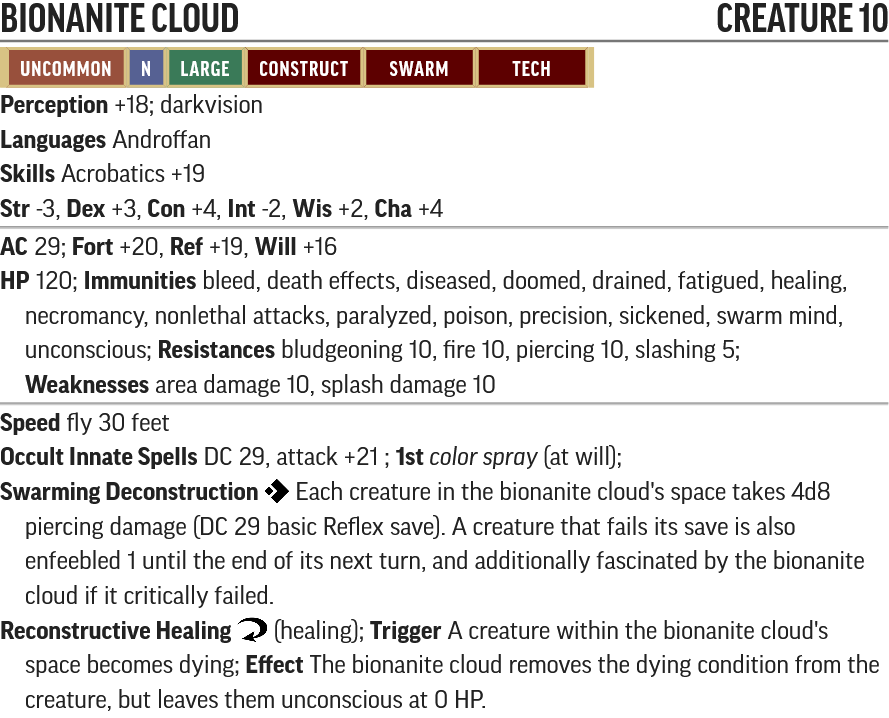 BIONANITE CLOUD CREATURE 10
UNCOMMON N LARGE CONSTRUCT SWARM TECH
Perception +18; darkvision
Languages Androffan
Skills Acrobatics +19
Str -3, Dex +3, Con +4, Int -2, Wis +2, Cha +4
AC 29; Fort +20, Ref +19, Will +16
HP 120; Immunities bleed, death effects, diseased, doomed, drained, fatigued, healing,
necromancy, nonlethal attacks, paralyzed, poison, precision, sickened, swarm mind,
unconscious; Resistances bludgeoning 10, fire 10, piercing 10, slashing 5;
Weaknesses area damage 10, splash damage 10
Speed fly 30 feet
Occult Innate Spells DC 29, attack +21 ; 1st color spray (at will);
Swarming Deconstruction Each creature in the bionanite cloud's space takes 4d8
piercing damage (DC 29 basic Reflex save). A creature that fails its save is also
enfeebled 1 until the end of its next turn, and additionally fascinated by the bionanite
cloud if it critically failed.
Reconstructive Healing (healing); Trigger A creature within the bionanite cloud's
space becomes dying; Effect The bionanite cloud removes the dying condition from the
creature, but leaves them unconscious at 0 HP.